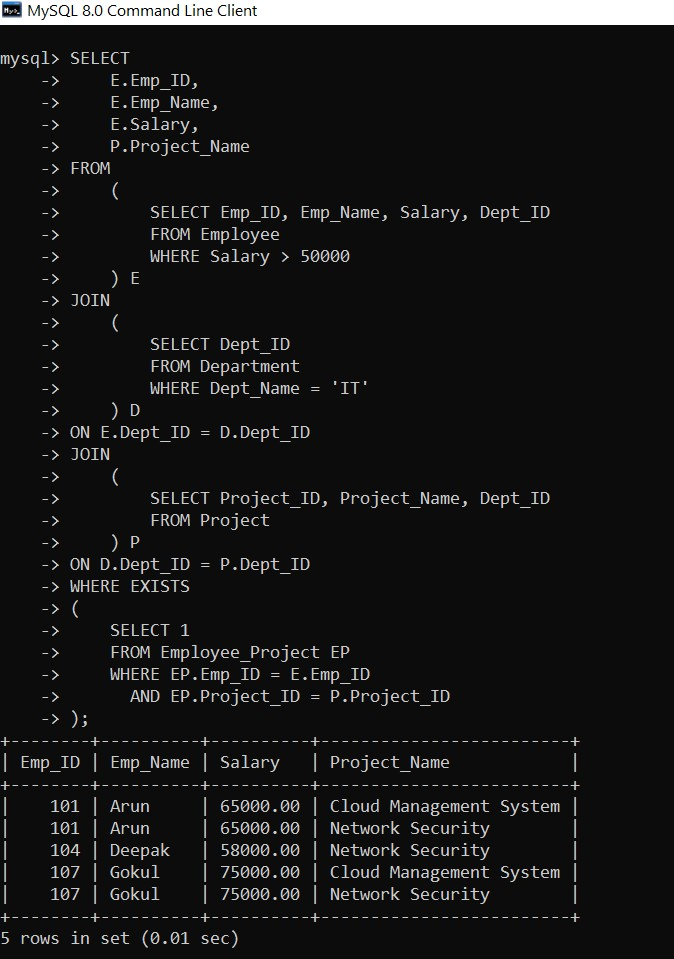 MySQL 8.0 Command Line Client
mysql> SELECT
    ->     E.Emp_ID,
    ->     E.Emp_Name,
    ->     E.Salary,
    ->     P.Project_Name
    -> FROM
    ->     (
    ->         SELECT Emp_ID, Emp_Name, Salary, Dept_ID
    ->         FROM Employee
    ->         WHERE Salary > 50000
    ->     ) E
    -> JOIN
    ->     (
    ->         SELECT Dept_ID
    ->         FROM Department
    ->         WHERE Dept_Name = 'IT'
    ->     ) D
    -> ON E.Dept_ID = D.Dept_ID
    -> JOIN
    ->     (
    ->         SELECT Project_ID, Project_Name, Dept_ID
    ->         FROM Project
    ->     ) P
    -> ON D.Dept_ID = P.Dept_ID
    -> WHERE EXISTS
    -> (
    ->     SELECT 1
    ->     FROM Employee_Project EP
    ->     WHERE EP.Emp_ID = E.Emp_ID
    ->       AND EP.Project_ID = P.Project_ID
    -> );
+--------+----------+----------+-------------------------+
| Emp_ID | Emp_Name | Salary   | Project_Name            |
+--------+----------+----------+-------------------------+
|    101 | Arun     | 65000.00 | Cloud Management System |
|    101 | Arun     | 65000.00 | Network Security        |
|    104 | Deepak   | 58000.00 | Network Security        |
|    107 | Gokul    | 75000.00 | Cloud Management System |
|    107 | Gokul    | 75000.00 | Network Security        |
+--------+----------+----------+-------------------------+
5 rows in set (0.01 sec)